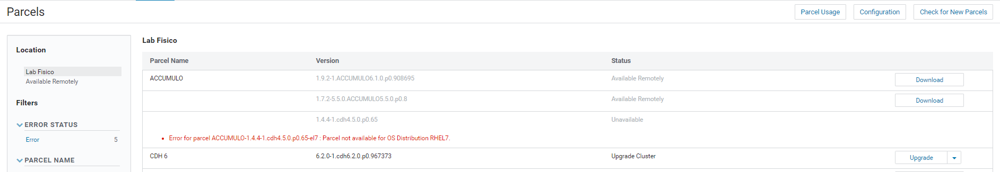 Parcels
Parcel Usage
Configuration
Check for New Parcels
Location
Lab Fisico
Available Remotely
Filters
ERROR STATUS
Error 5
PARCEL NAME
Lab Fisico
Parcel Name Version Status
ACCUMULO 1.9.2-1.ACCUMULO6.1.0.p0.908695 Available Remotely Download
1.7.2-5.5.0.ACCUMULO5.5.0.p0.8 Available Remotely Download
1.4.4-1.cdh4.5.0.p0.65 Unavailable
Error for parcel ACCUMULO-1.4.4-1.cdh4.5.0.p0.65-el7 : Parcel not available for OS Distribution RHEL7.
CDH 6 6.2.0-1.cdh6.2.0.p0.967373 Upgrade Cluster Upgrade